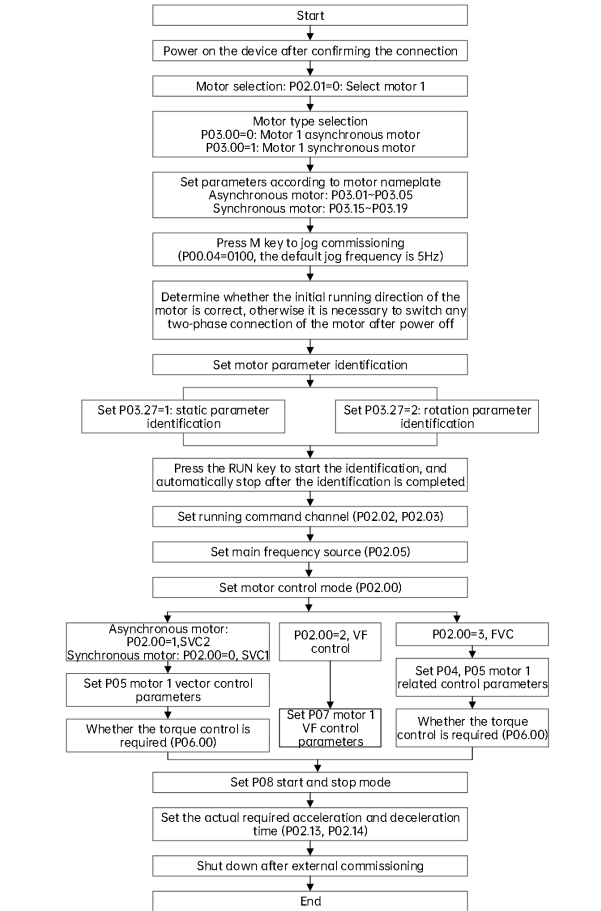 Start
Power on the device after confirming the connection
Motor selection: P02.01=0: Select motor 1
Motor type selection
P03.00=0: Motor 1 asynchronous motor
P03.00=1: Motor 1 synchronous motor
Set parameters according to motor nameplate
Asynchronous motor: P03.01~P03.05
Synchronous motor: P03.15~P03.19
Press M key to jog commissioning
(P00.04=0100, the default jog frequency is 5Hz)
Determine whether the initial running direction of the
motor is correct, otherwise it is necessary to switch any
two-phase connection of the motor after power off
Set motor parameter identification
Set P03.27=1: static parameter
identification
Set P03.27=2: rotation parameter
identification
Press the RUN key to start the identification, and
automatically stop after the identification is completed
Set running command channel (P02.02, P02.03)
Set main frequency source (P02.05)
Set motor control mode (P02.00)
Asynchronous motor:
P02.00=1,SVC2
Synchronous motor: P02.00=0, SVC1
P02.00=2, VF
control
P02.00=3, FVC
Set P05 motor 1 vector control
parameters
Set P04, P05 motor 1
related control parameters
Whether the torque control is
required (P06.00)
Set P07 motor 1
VF control
parameters
Whether the torque
control is required (P06.00)
Set P08 start and stop mode
Set the actual required acceleration and deceleration
time (P02.13, P02.14)
Shut down after external commissioning
End